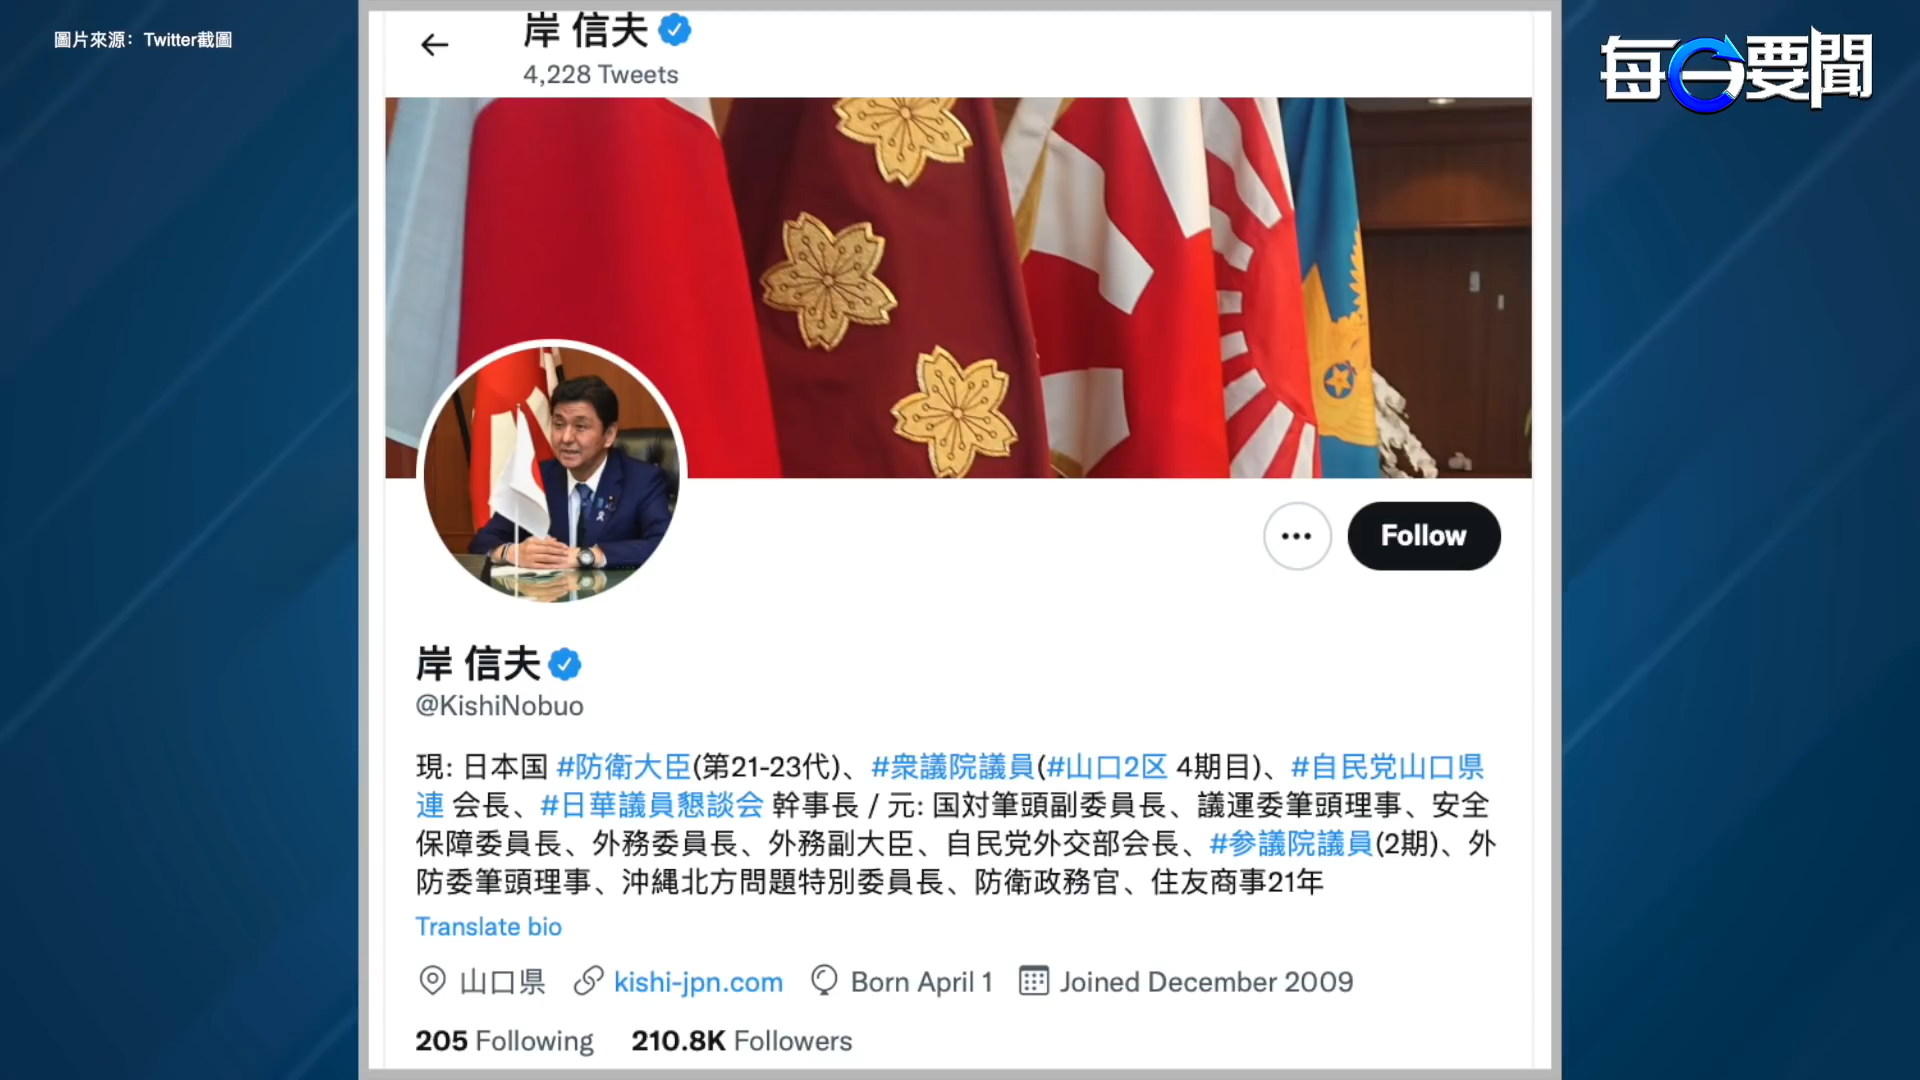 圖片來源：Twitter截圖
每日要聞
岸 信夫
4,228 Tweets
Follow
岸 信夫
@KishiNobuo
現: 日本国 #防衛大臣(第21-23代)、#衆議院議員(#山口2区 4期目)、#自民党山口県
連 会長、#日華議員懇談会 幹事長 / 元: 国対筆頭副委員長、議運委筆頭理事、安全
保障委員長、外務委員長、外務副大臣、自民党外交部会長、#参議院議員(2期)、外
防委筆頭理事、沖縄北方問題特別委員長、防衛政務官、住友商事21年
Translate bio
山口県 kishi-jpn.com Born April 1 Joined December 2009
205 Following 210.8K Followers